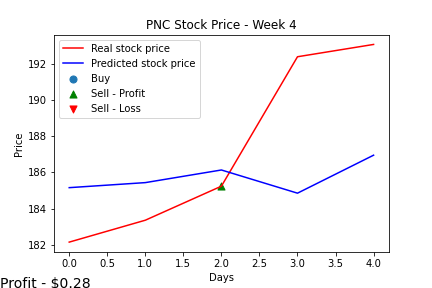 PNC Stock Price - Week 4
Real stock price
Predicted stock price
Buy
Sell - Profit
Sell - Loss
Price
192
190
188
186
184
182
0.0 0.5 1.0 1.5 2.0 2.5 3.0 3.5 4.0
Days
Profit - $0.28